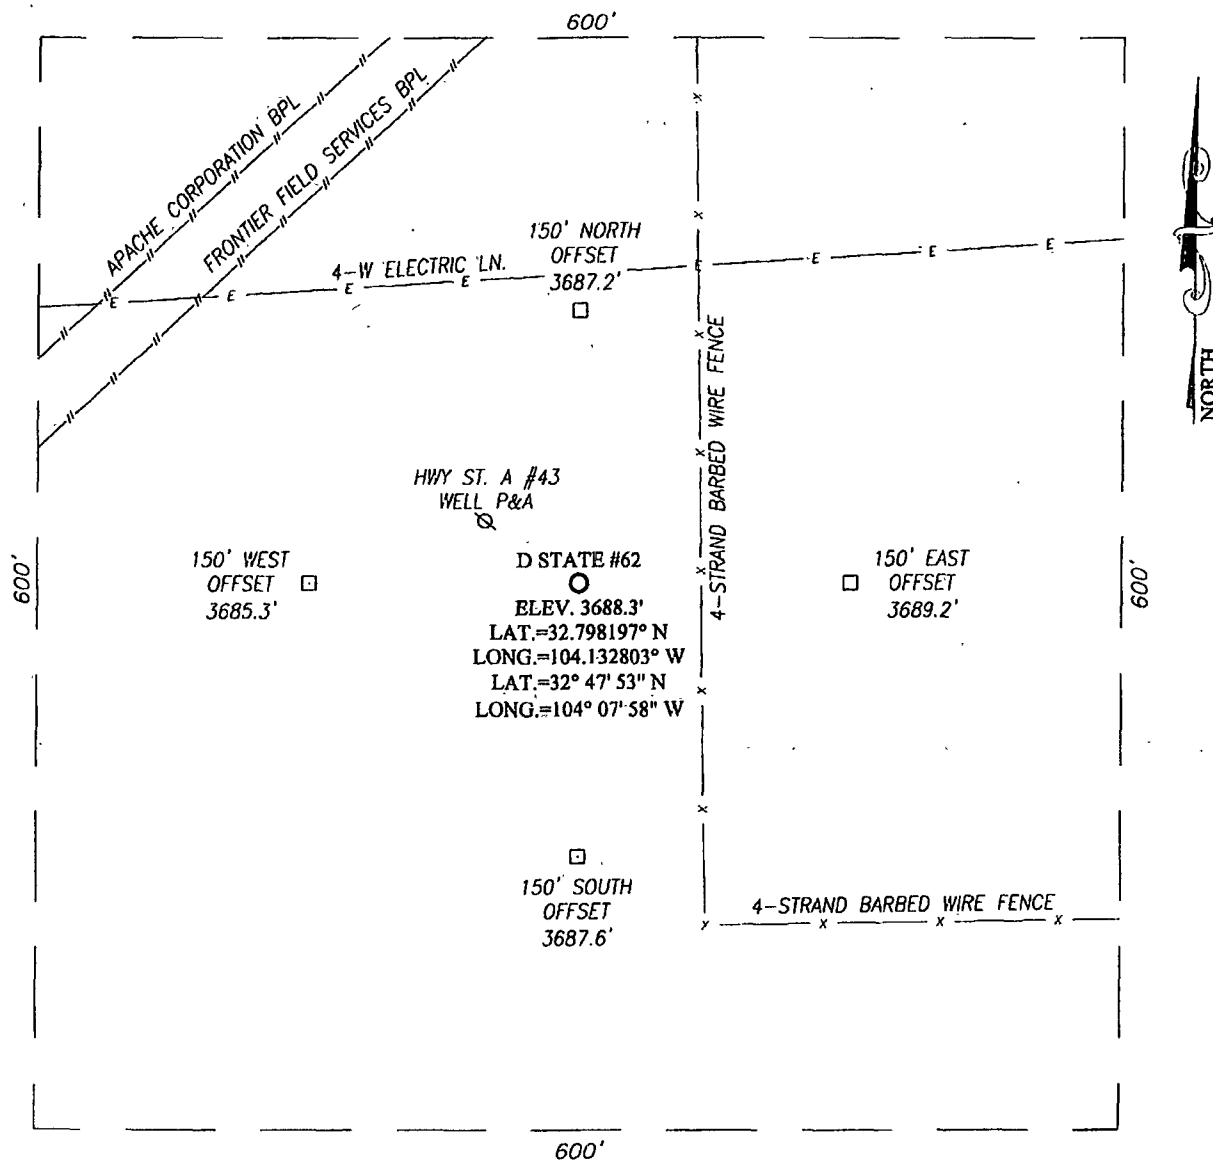 600'
APACHE CORPORATION BPL
FRONTIER FIELD SERVICES BPL
150' NORTH
OFFSET
3687.2'
4-W ELECTRIC LN.
E E E E E E E E
4-STRAND BARBED WIRE FENCE
NORTH
HWY ST. A #43
WELL P&A
600'
150' WEST
OFFSET
3685.3'
D STATE #62
ELEV. 3688.3'
LAT.=32.798197° N
LONG.=104.132803° W
LAT.=32° 47' 53" N
LONG.=104° 07' 58" W
150' EAST
OFFSET
3689.2'
600'
150' SOUTH
OFFSET
3687.6'
4-STRAND BARBED WIRE FENCE
600'